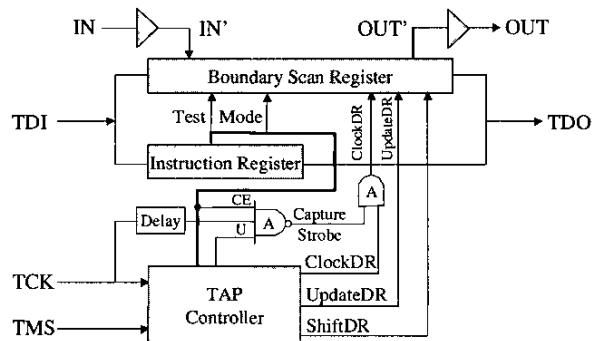 IN IN' OUT' OUT
Boundary Scan Register
TDI Test Mode ClockDR UpdateDR TDO
Instruction Register
CE
Delay A Capture A
U Strobe
ClockDR
TCK
TAP UpdateDR
Controller
TMS ShiftDR